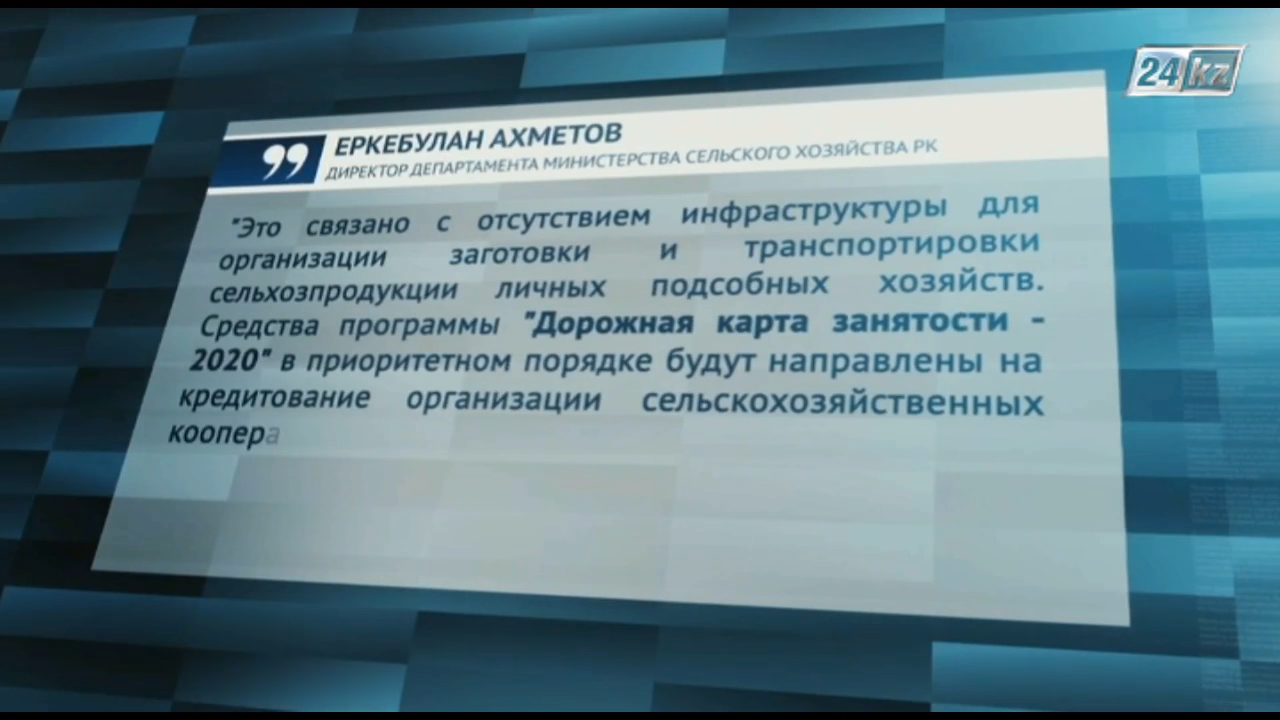 24kz
ЕРКЕБУЛАН АХМЕТОВ
ДИРЕКТОР ДЕПАРТАМЕНТА МИНИСТЕРСТВА СЕЛЬСКОГО ХОЗЯЙСТВА РК
"Это связано с отсутствием инфраструктуры для
организации заготовки и транспортировки
сельхозпродукции личных подсобных хозяйств.
Средства программы "Дорожная карта занятости -
2020" в приоритетном порядке будут направлены на
кредитование организации сельскохозяйственных
коопера